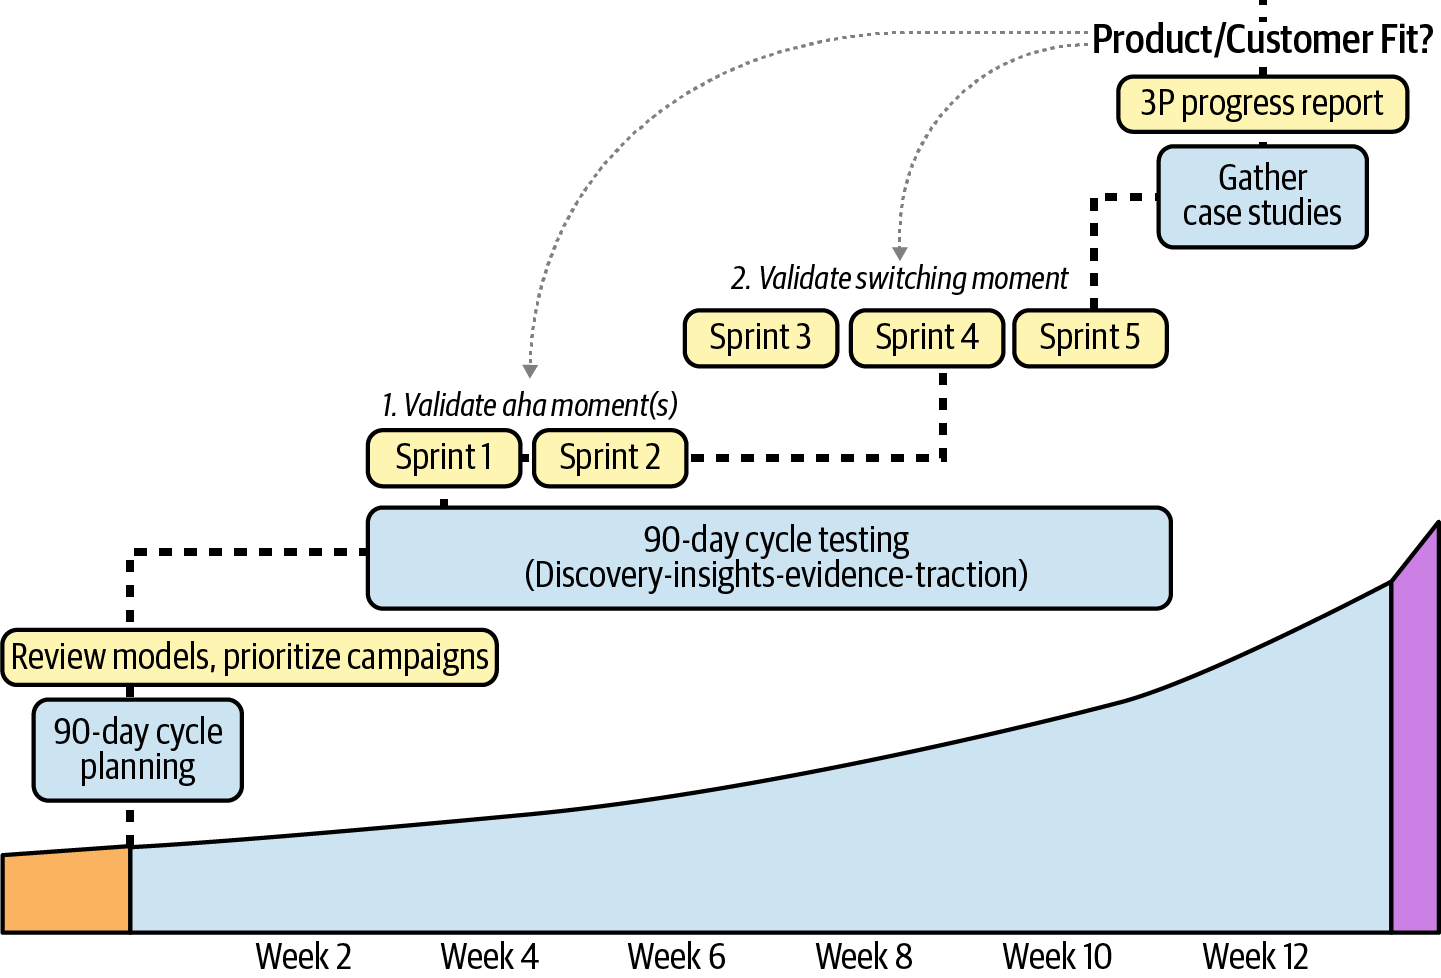 Product/Customer Fit?
3P progress report
Gather
case studies
2. Validate switching moment
Sprint 3
Sprint 4
Sprint 5
1. Validate aha moment(s)
Sprint 1
Sprint 2
90-day cycle testing
(Discovery-insights-evidence-traction)
Review models, prioritize campaigns
90-day cycle
planning
Week 2
Week 4
Week 6
Week 8
Week 10
Week 12